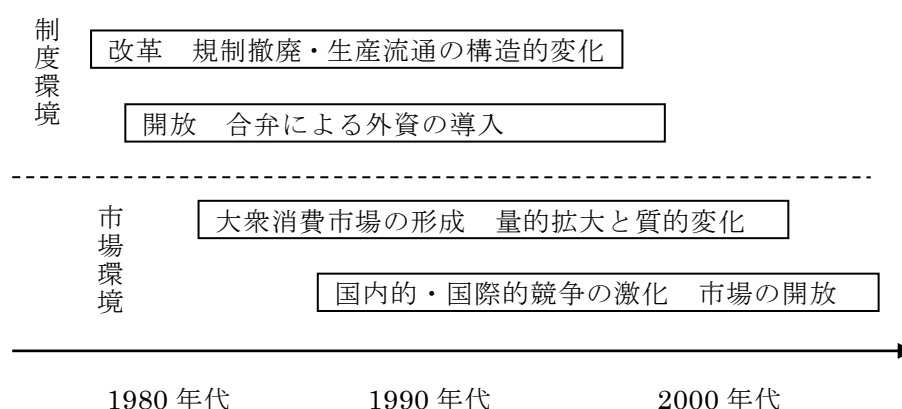 制度環境
改革　規制撤廃・生産流通の構造的変化
開放　合弁による外資の導入
市場環境
大衆消費市場の形成　量的拡大と質的変化
国内的・国際的競争の激化　市場の開放
1980 年代　1990 年代　2000 年代